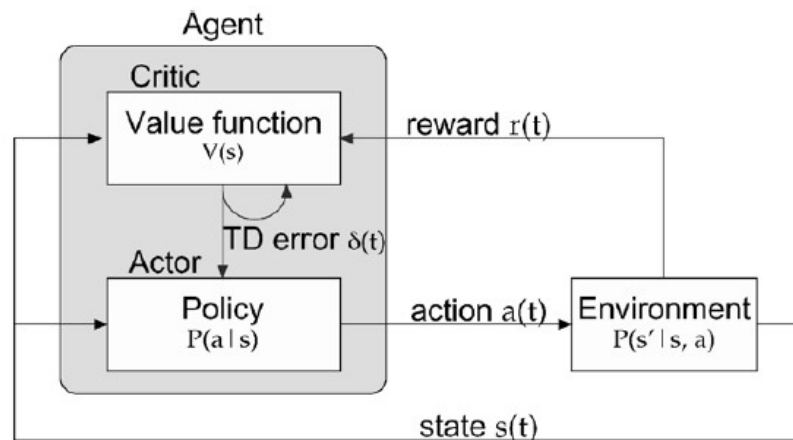 Agent
Critic
Value function
V(s)
reward r(t)
TD error δ(t)
Actor
Policy
P(a | s)
action a(t)
Environment
P(s′ | s, a)
state s(t)